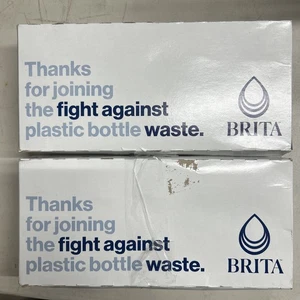 Thanks
for joining
the fight against
plastic bottle waste.
BRITA
Thanks
for joining
the fight against
plastic bottle waste.
BRITA